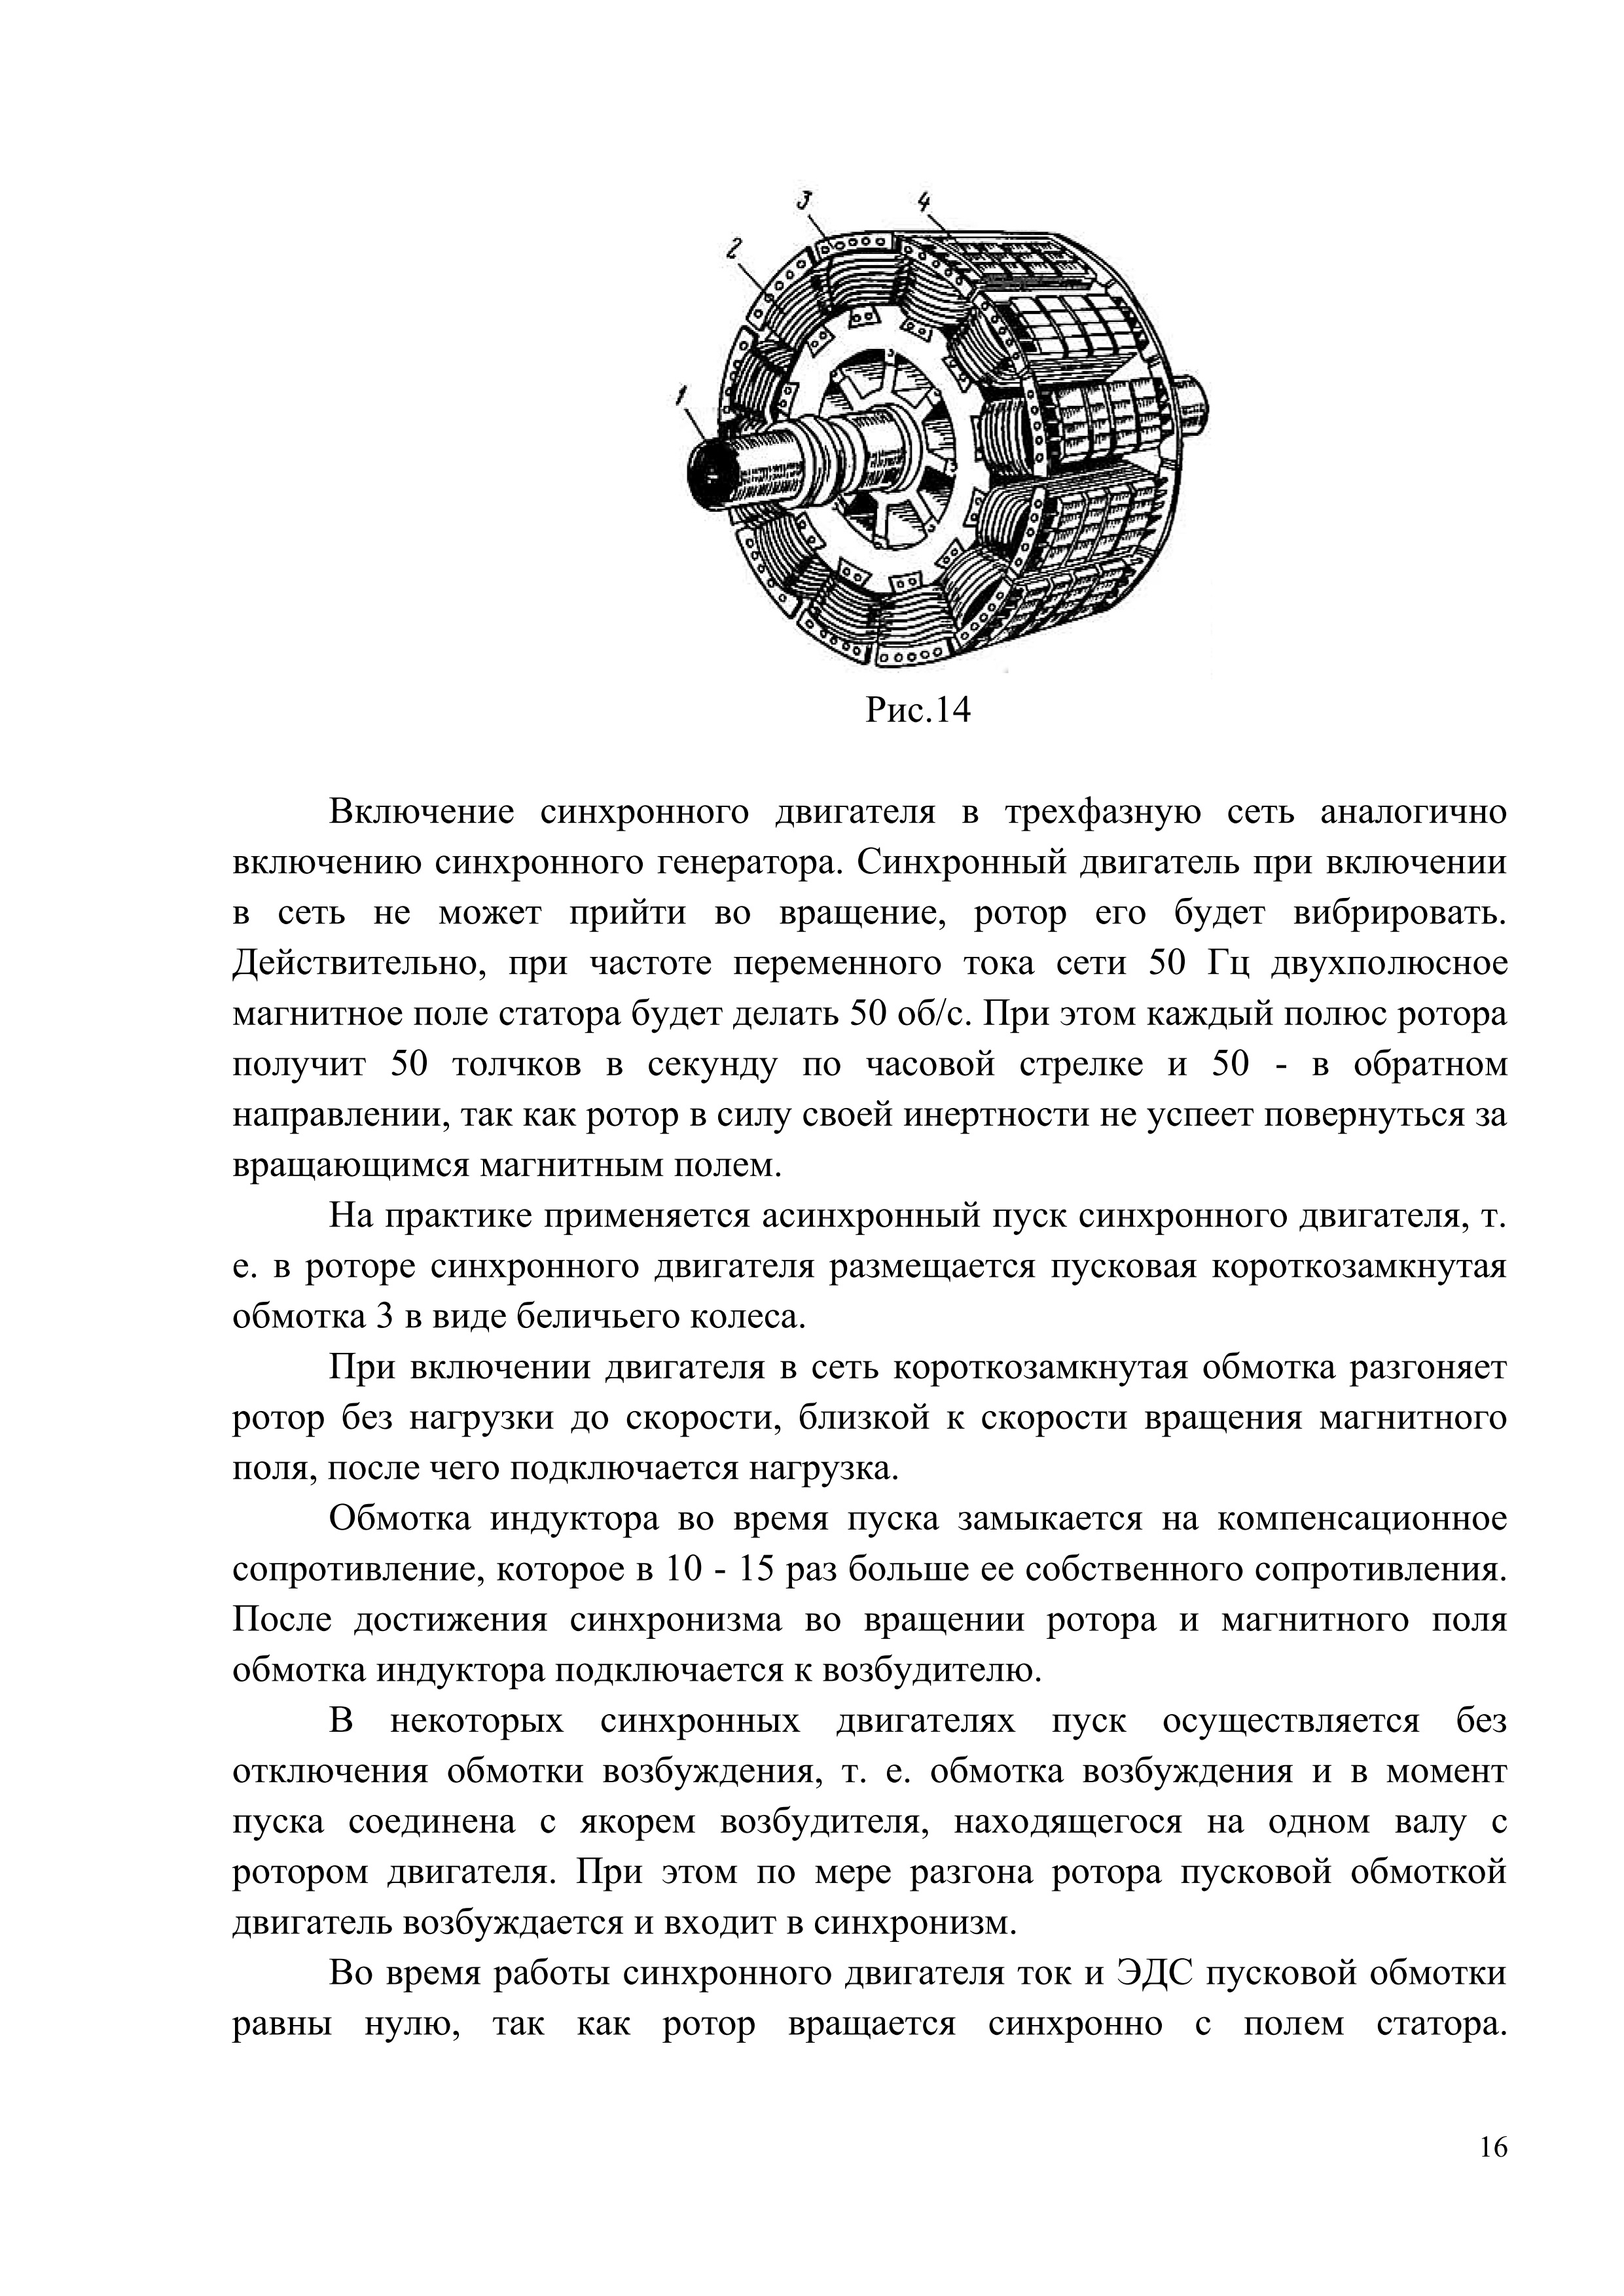 3
4
2
1
Рис.14
Включение синхронного двигателя в трехфазную сеть аналогично
включению синхронного генератора. Синхронный двигатель при включении
в сеть не может прийти во вращение, ротор его будет вибрировать.
Действительно, при частоте переменного тока сети 50 Гц двухполюсное
магнитное поле статора будет делать 50 об/с. При этом каждый полюс ротора
получит 50 толчков в секунду по часовой стрелке и 50 - в обратном
направлении, так как ротор в силу своей инертности не успеет повернуться за
вращающимся магнитным полем.
На практике применяется асинхронный пуск синхронного двигателя, т.
е. в роторе синхронного двигателя размещается пусковая короткозамкнутая
обмотка 3 в виде беличьего колеса.
При включении двигателя в сеть короткозамкнутая обмотка разгоняет
ротор без нагрузки до скорости, близкой к скорости вращения магнитного
поля, после чего подключается нагрузка.
Обмотка индуктора во время пуска замыкается на компенсационное
сопротивление, которое в 10 - 15 раз больше ее собственного сопротивления.
После достижения синхронизма во вращении ротора и магнитного поля
обмотка индуктора подключается к возбудителю.
В некоторых синхронных двигателях пуск осуществляется без
отключения обмотки возбуждения, т. е. обмотка возбуждения и в момент
пуска соединена с якорем возбудителя, находящегося на одном валу с
ротором двигателя. При этом по мере разгона ротора пусковой обмоткой
двигатель возбуждается и входит в синхронизм.
Во время работы синхронного двигателя ток и ЭДС пусковой обмотки
равны нулю, так как ротор вращается синхронно с полем статора.
16